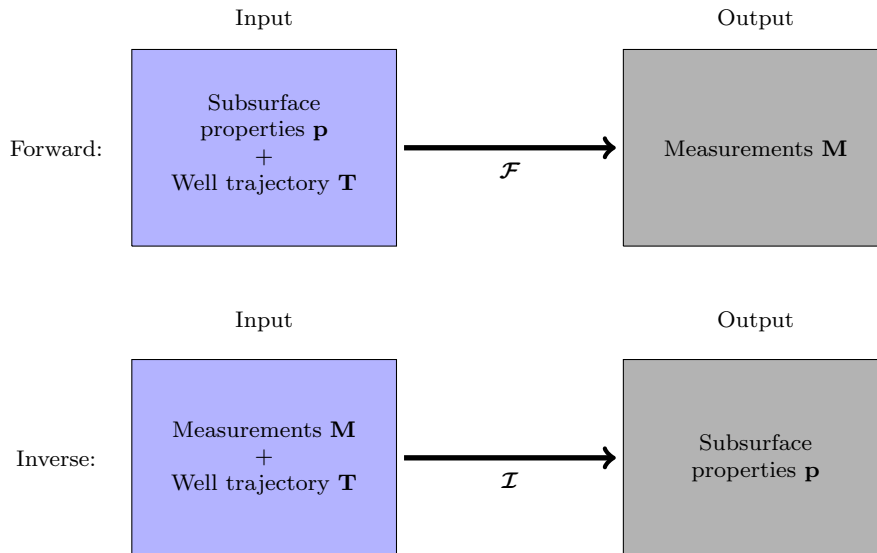 Input
Output
Forward:
Subsurface
properties p
+
Well trajectory T
ℱ
Measurements M
Input
Output
Inverse:
Measurements M
+
Well trajectory T
ℐ
Subsurface
properties p